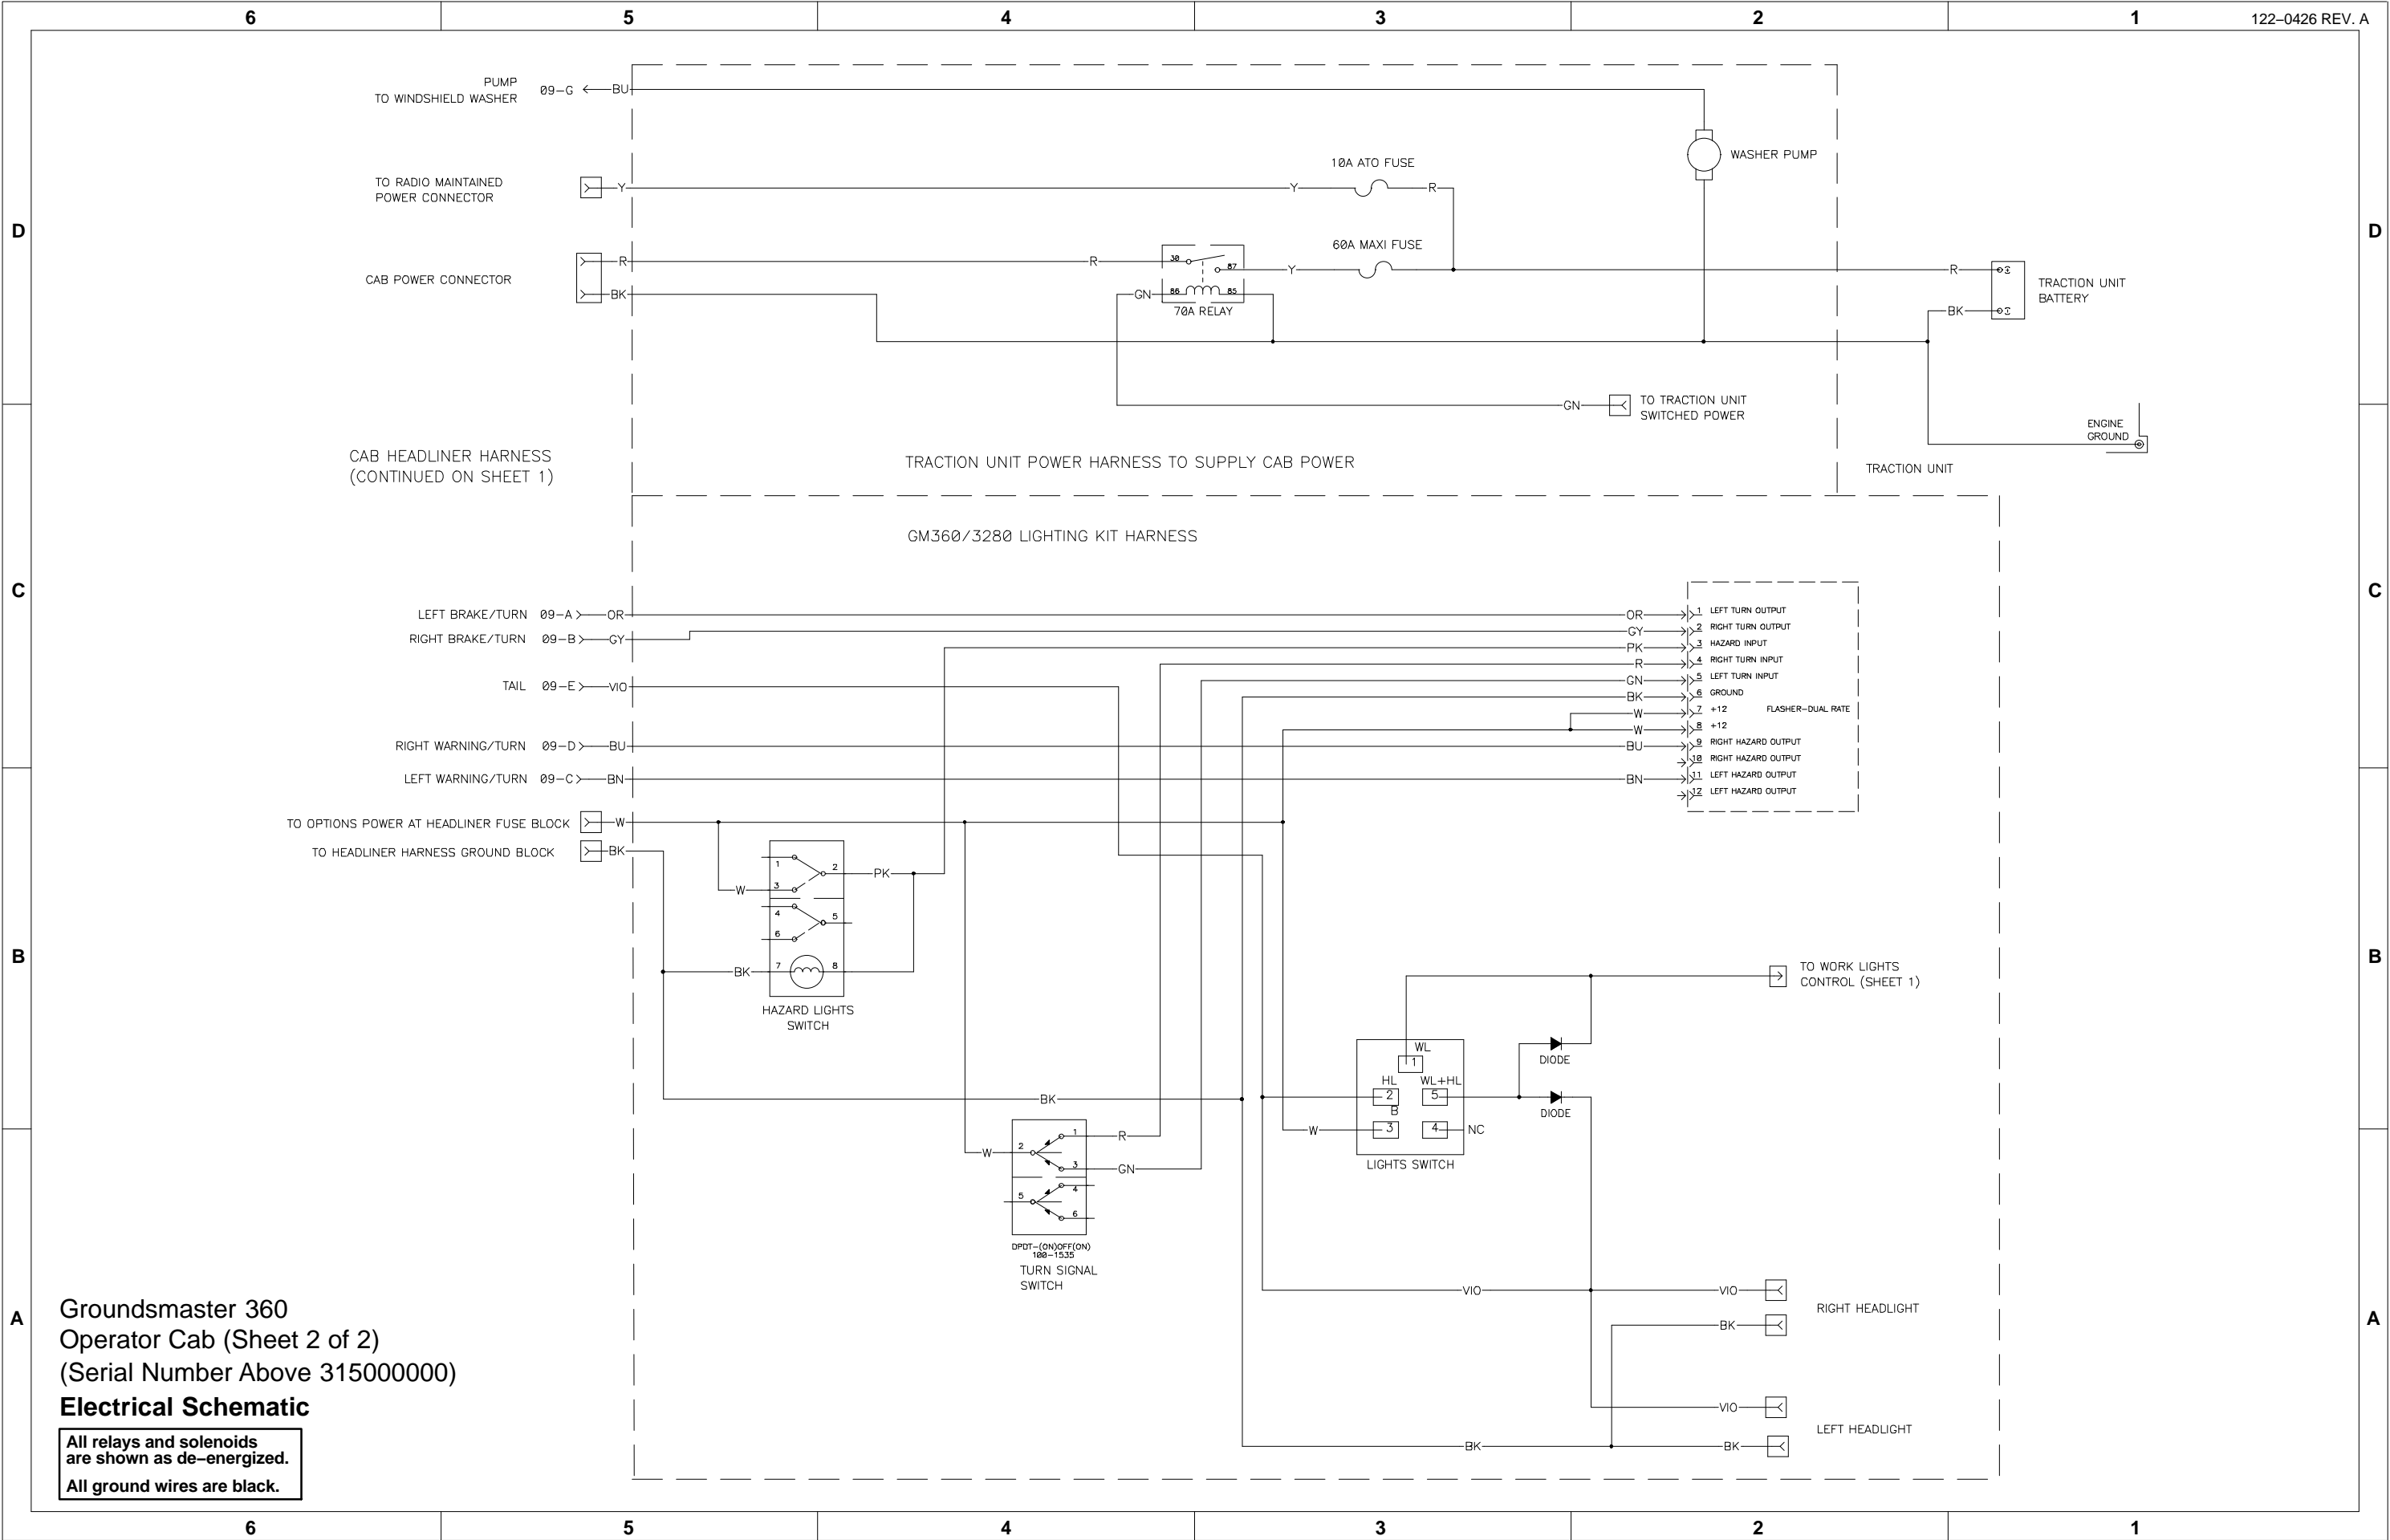 6 5 4 3 2 1
122–0426 REV. A
PUMP
TO WINDSHIELD WASHER
09–G
BU
WASHER PUMP
10A ATO FUSE
TO RADIO MAINTAINED
POWER CONNECTOR
Y
Y
R
D
D
60A MAXI FUSE
CAB POWER CONNECTOR
R
R
30
87
Y
R
BK
GN
86
85
70A RELAY
BK
TRACTION UNIT
BATTERY
GN
TO TRACTION UNIT
SWITCHED POWER
ENGINE
GROUND
CAB HEADLINER HARNESS
(CONTINUED ON SHEET 1)
TRACTION UNIT POWER HARNESS TO SUPPLY CAB POWER
TRACTION UNIT
GM360/3280 LIGHTING KIT HARNESS
C
C
LEFT BRAKE/TURN 09–A
OR
OR
1 LEFT TURN OUTPUT
RIGHT BRAKE/TURN 09–B
GY
GY
2 RIGHT TURN OUTPUT
PK
3 HAZARD INPUT
R
4 RIGHT TURN INPUT
TAIL 09–E
VIO
GN
5 LEFT TURN INPUT
BK
6 GROUND
W
7 +12
FLASHER–DUAL RATE
W
8 +12
RIGHT WARNING/TURN 09–D
BU
BU
9 RIGHT HAZARD OUTPUT
10 RIGHT HAZARD OUTPUT
LEFT WARNING/TURN 09–C
BN
BN
11 LEFT HAZARD OUTPUT
12 LEFT HAZARD OUTPUT
TO OPTIONS POWER AT HEADLINER FUSE BLOCK
W
TO HEADLINER HARNESS GROUND BLOCK
BK
1
2
PK
W
3
4
5
6
BK
7
8
HAZARD LIGHTS
SWITCH
B
B
TO WORK LIGHTS
CONTROL (SHEET 1)
WL
1
DIODE
HL
WL+HL
2
5
B
DIODE
BK
W
3
4
NC
LIGHTS SWITCH
W
2
1
R
3
GN
5
4
6
DPDT–(ON)OFF(ON)
100–1535
TURN SIGNAL
SWITCH
VIO
VIO
RIGHT HEADLIGHT
BK
VIO
LEFT HEADLIGHT
BK
BK
A
A
Groundsmaster 360
Operator Cab (Sheet 2 of 2)
(Serial Number Above 315000000)
Electrical Schematic
All relays and solenoids
are shown as de–energized.
All ground wires are black.
6 5 4 3 2 1